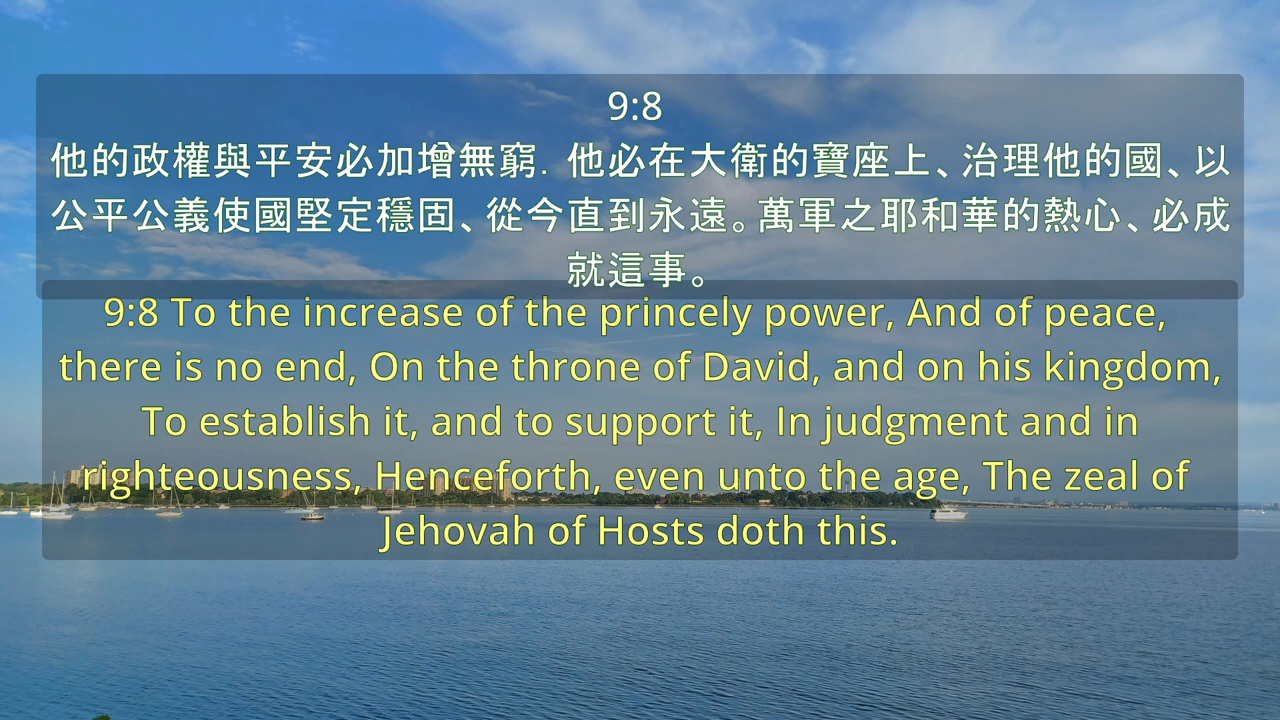 9:8
他的政權與平安必加增無窮．他必在大衛的寶座上、治理他的國、以
公平公義使國堅定穩固、從今直到永遠。萬軍之耶和華的熱心、必成
就這事。
9:8 To the increase of the princely power, And of peace,
there is no end, On the throne of David, and on his kingdom,
To establish it, and to support it, In judgment and in
righteousness, Henceforth, even unto the age, The zeal of
Jehovah of Hosts doth this.